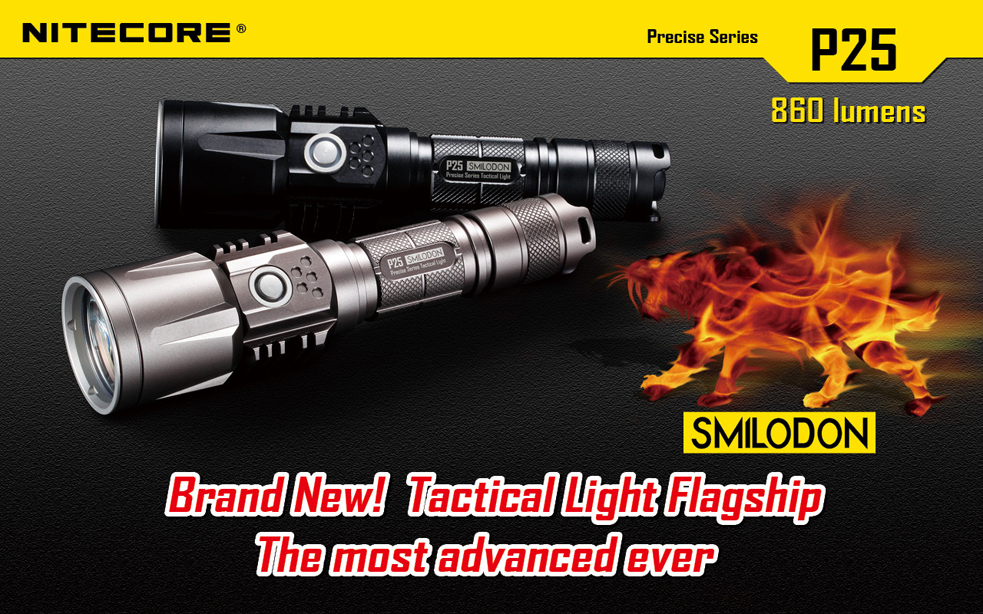 NITECORE®
Precise Series
P25
860 lumens
P25 SMILODON
Precise Series Tactical Light
P25 SMILODON
Precise Series Tactical Light
SMILODON
Brand New! Tactical Light Flagship
The most advanced ever